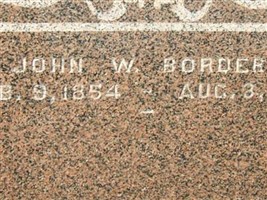 JOHN W. BORDER
B. 9, 1854 - AUG. 3,